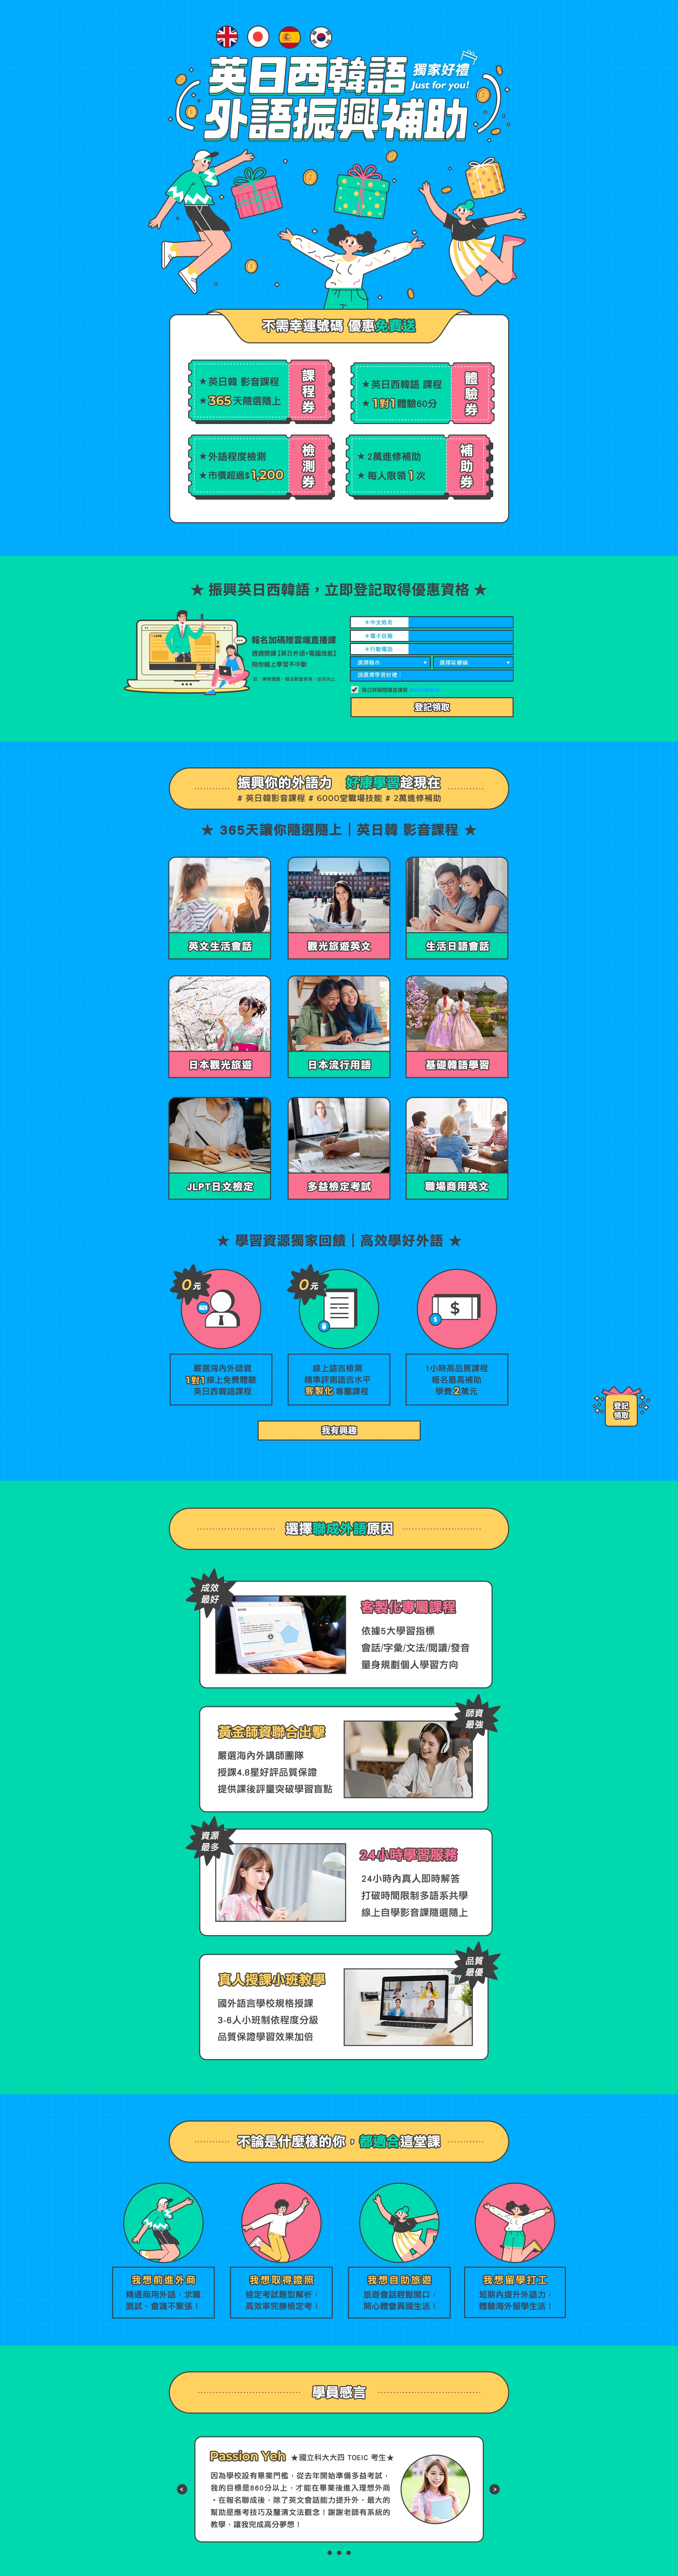 英日西韓語
獨家好禮
Just for you!
外語振興補助
不需幸運號碼 優惠免費送
★英日韓 影音課程
★365天隨選隨上
課程券
★英日西韓語 課程
★1對1體驗60分
體驗券
★外語程度檢測
★市價超過$1,200
檢測券
★2萬進修補助
★每人限領1次
補助券
★ 振興英日西韓語，立即登記取得優惠資格 ★
LIVE
報名加碼贈雲端直播課
週週開課【英日外語+電腦技能】
陪你線上學習不中斷
＊中文姓名
＊電子信箱
＊行動電話
選擇縣市
選擇區鄉鎮
請選擇學習好禮：
我已詳細閱讀並接受
登記領取
振興你的外語力 好康學習趁現在
# 英日韓影音課程 # 6000堂職場技能 # 2萬進修補助
★ 365天讓你隨選隨上｜英日韓 影音課程 ★
英文生活會話
觀光旅遊英文
生活日語會話
日本觀光旅遊
日本流行用語
基礎韓語學習
JLPT日文檢定
多益檢定考試
職場商用英文
★ 學習資源獨家回饋｜高效學好外語 ★
0元
0元
$
$
嚴選海內外師資
1對1線上免費體驗
英日西韓語課程
線上語言檢測
精準評測語言水平
客製化 專屬課程
1小時高品質課程
報名最高補助
學費2萬元
登記
領取
我有興趣
選擇聯成外語原因
成效
最好
客製化專屬課程
依據5大學習指標
會話/字彙/文法/閱讀/發音
量身規劃個人學習方向
師資
最強
黃金師資聯合出擊
嚴選海內外講師團隊
授課4.8星好評品質保證
提供課後評量突破學習盲點
資源
最多
24小時學習服務
24小時內真人即時解答
打破時間限制多語系共學
線上自學影音課隨選隨上
品質
最優
真人授課小班教學
國外語言學校規格授課
3-6人小班制依程度分級
品質保證學習效果加倍
不論是什麼樣的你，都適合這堂課
我想前進外商
精通商用外語，求職
面試、會議不緊張！
我想取得證照
檢定考試題型解析，
高效率完勝檢定考！
我想自助旅遊
旅遊會話輕鬆開口，
開心體會異國生活！
我想留學打工
短期內提升外語力，
體驗海外留學生活！
學員感言
Passion Yeh ★國立科大大四 TOEIC 考生★
因為學校設有畢業門檻，從去年開始準備多益考試，
我的目標是860分以上，才能在畢業後進入理想外商
。在報名聯成後，除了英文會話能力提升外，最大的
幫助是應考技巧及釐清文法觀念！謝謝老師有系統的
教學，讓我完成高分夢想！